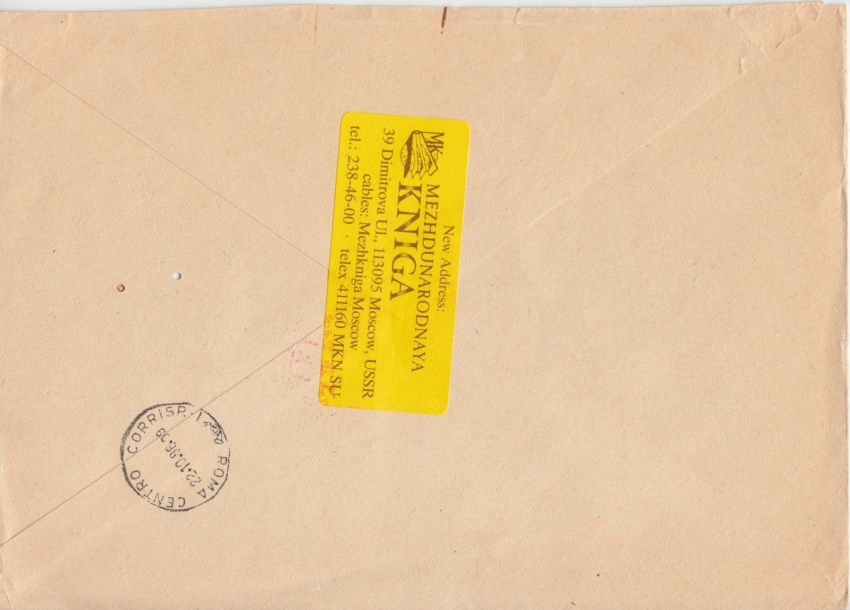 New Address:
MK
MEZHDUNARODNAYA
KNIGA
39 Dimitrova Ul., 113095 Moscow, USSR
cables: Mezhkniga Moscow
tel.: 238-46-00 · telex 411160 MKN SU
ROMA CENTRO CORRISP.
22·10·86